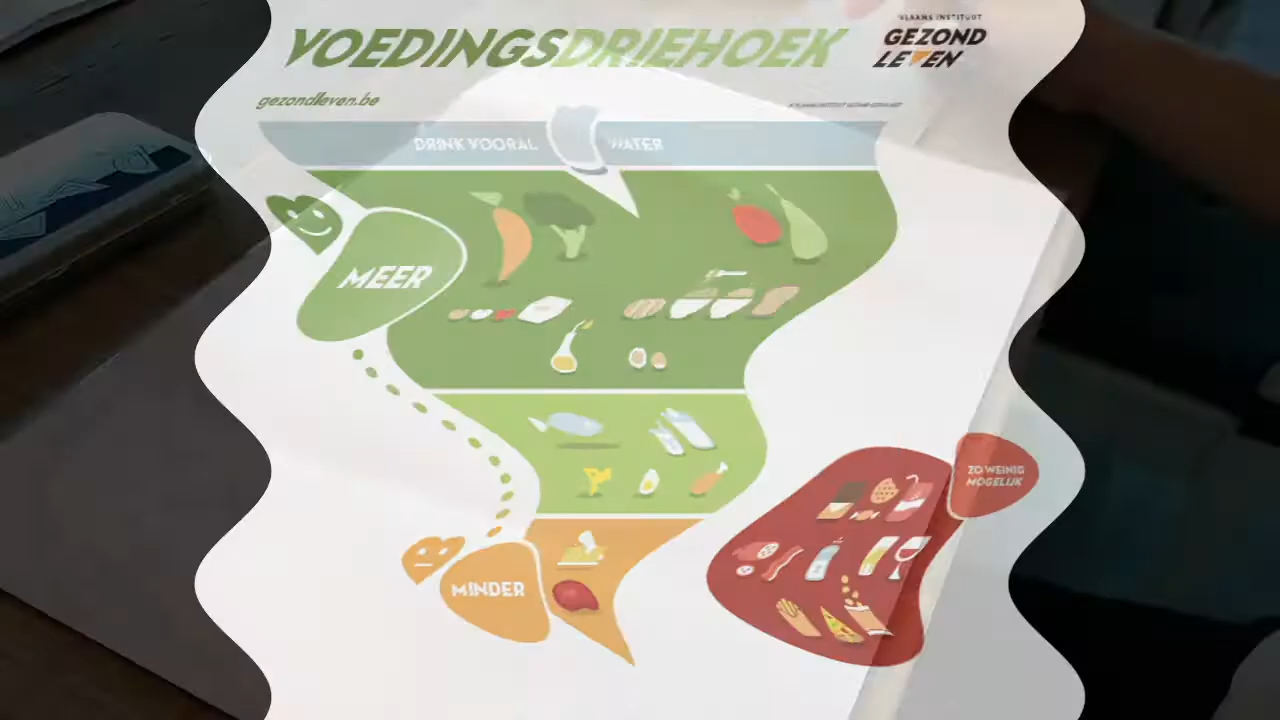 VLAAMS INSTITUUT
VOEDINGSDRIEHOEK
GEZOND
LEVEN
gezondleven.be
DRINK VOORAL WATER
MEER
ZO WEINIG
MOGELIJK
MINDER